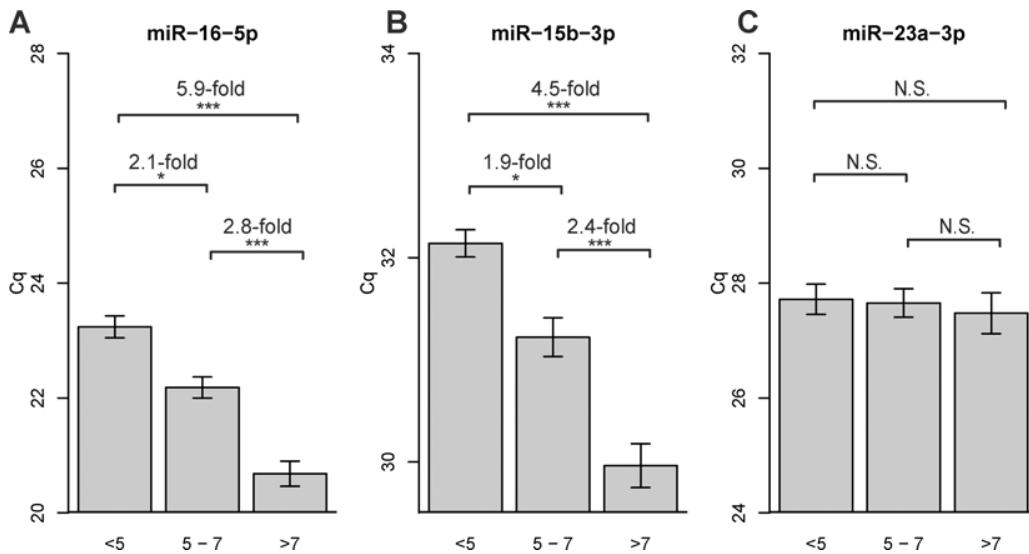 A
miR−16−5p
28
26
24
22
20
Cq
5.9-fold
***
2.1-fold
*
2.8-fold
***
<5
5 − 7
>7
B
miR−15b−3p
34
32
30
Cq
4.5-fold
***
1.9-fold
*
2.4-fold
***
<5
5 − 7
>7
C
miR−23a−3p
32
30
28
26
24
Cq
N.S.
N.S.
N.S.
<5
5 − 7
>7